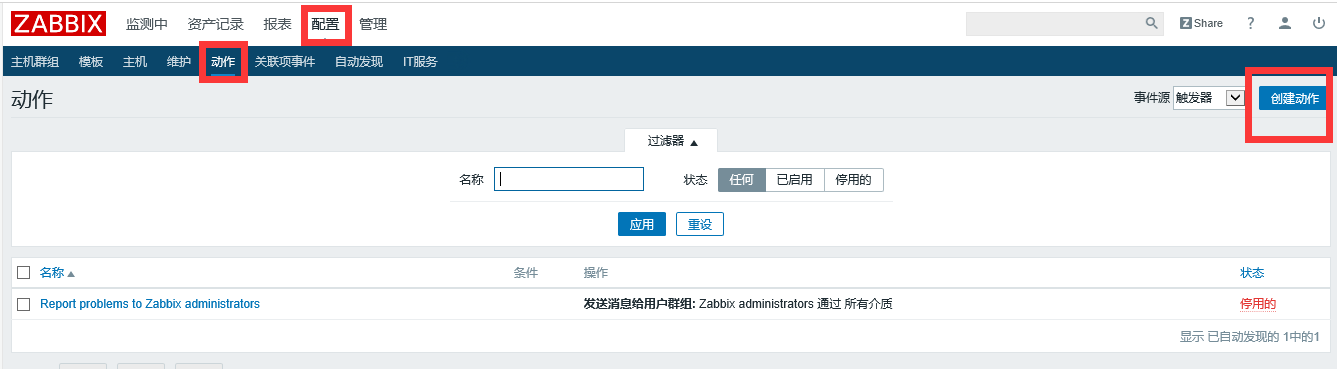 ZABBIX 监测中 资产记录 报表 配置 管理 Z Share ?
主机群组 模板 主机 维护 动作 关联项事件 自动发现 IT服务
动作 事件源 触发器 创建动作
过滤器
名称 状态 任何 已启用 停用的
应用 重设
名称 条件 操作 状态
Report problems to Zabbix administrators 发送消息给用户群组: Zabbix administrators 通过 所有介质 停用的
显示 已自动发现的 1中的1